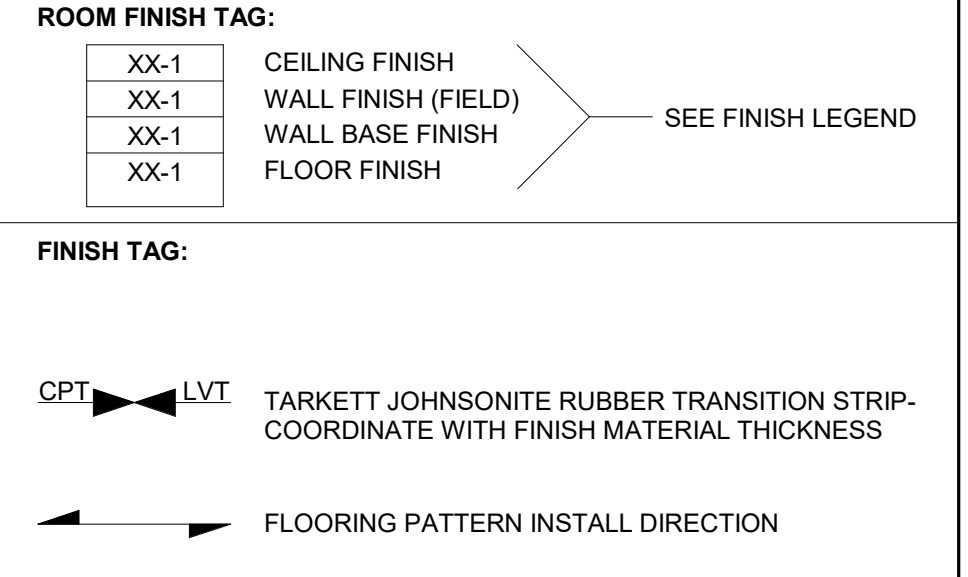 ROOM FINISH TAG:
XX-1 CEILING FINISH
XX-1 WALL FINISH (FIELD)
XX-1 WALL BASE FINISH
XX-1 FLOOR FINISH
SEE FINISH LEGEND
FINISH TAG:
CPT LVT
TARKETT JOHNSONITE RUBBER TRANSITION STRIP-
COORDINATE WITH FINISH MATERIAL THICKNESS
FLOORING PATTERN INSTALL DIRECTION